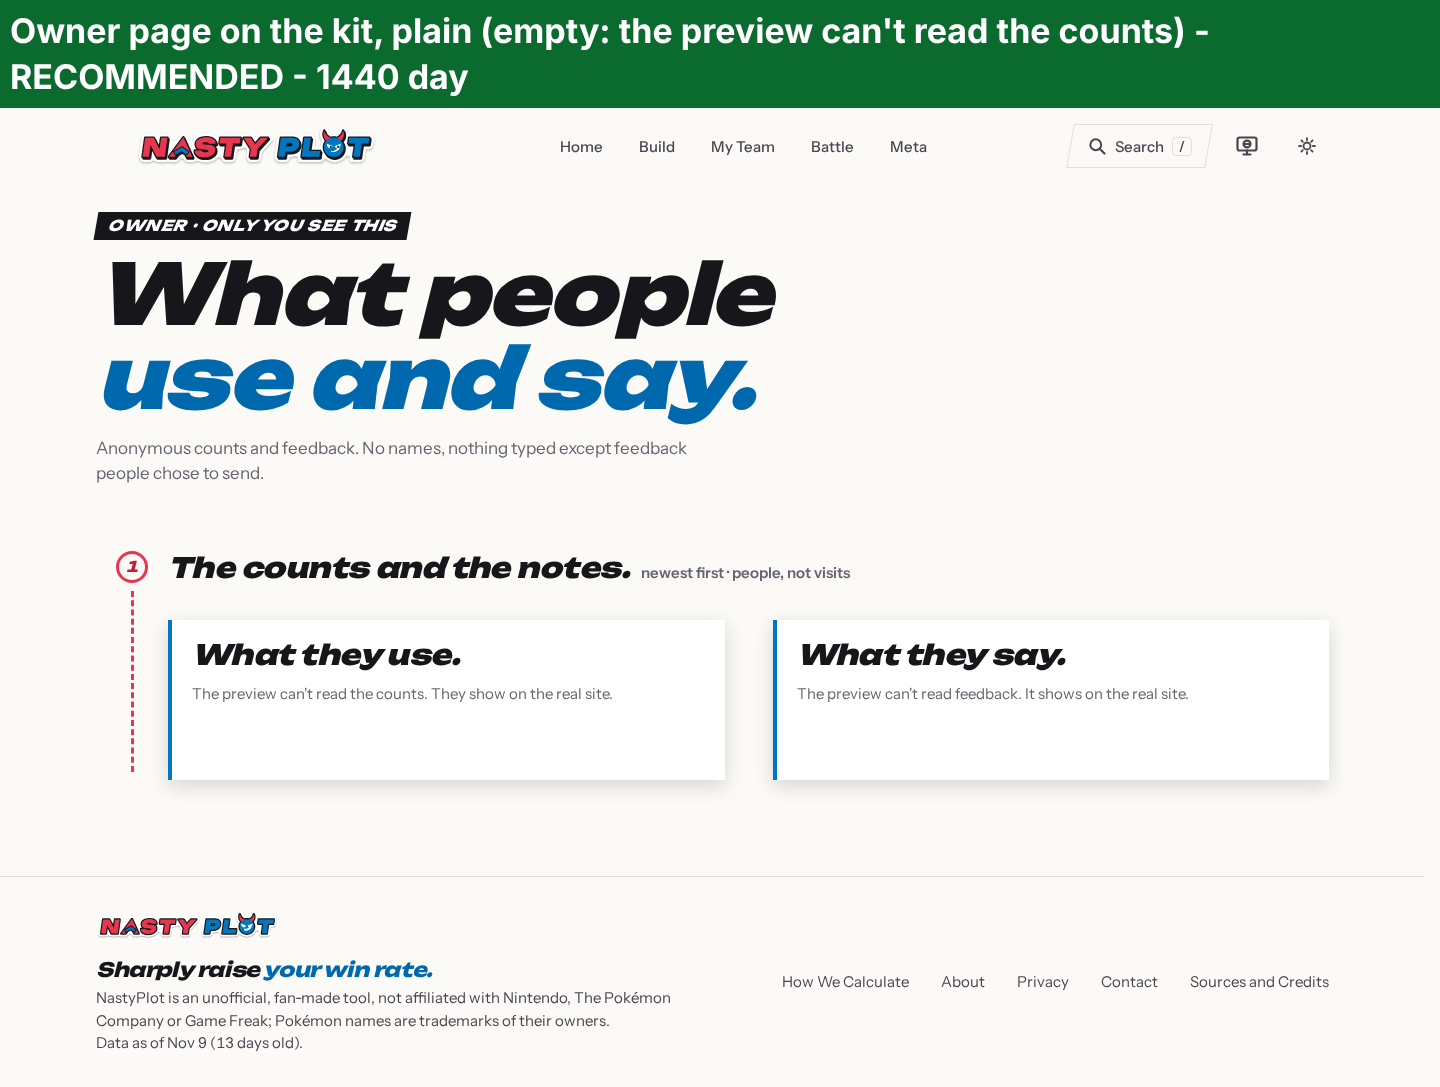 Owner page on the kit, plain (empty: the preview can't read the counts) -
RECOMMENDED - 1440 day
NASTY PLOT
Home
Build
My Team
Battle
Meta
Search /
OWNER · ONLY YOU SEE THIS
What people
use and say.
Anonymous counts and feedback. No names, nothing typed except feedback
people chose to send.
1
The counts and the notes. newest first · people, not visits
What they use.
The preview can't read the counts. They show on the real site.
What they say.
The preview can't read feedback. It shows on the real site.
NASTY PLOT
Sharply raise your win rate.
NastyPlot is an unofficial, fan-made tool, not affiliated with Nintendo, The Pokémon
Company or Game Freak; Pokémon names are trademarks of their owners.
Data as of Nov 9 (13 days old).
How We Calculate
About
Privacy
Contact
Sources and Credits